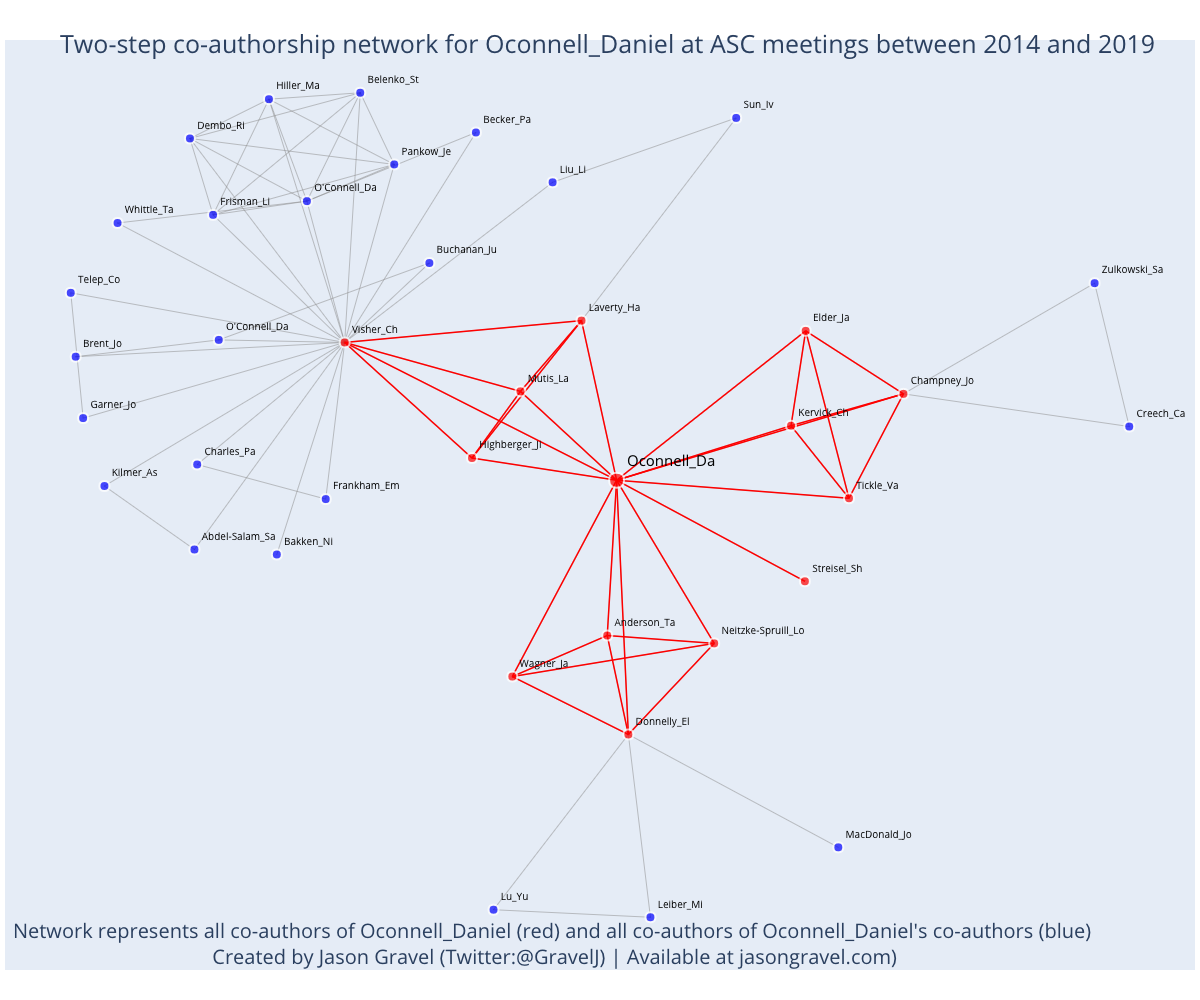 Two-step co-authorship network for Oconnell_Daniel at ASC meetings between 2014 and 2019
Belenko_St
Hiller_Ma
Sun_Iv
Becker_Pa
Dembo_Ri
Pankow_Je
Liu_Li
O'Connell_Da
Frisman_Li
Whittle_Ta
Buchanan_Ju
Zulkowski_Sa
Telep_Co
Laverty_Ha
Elder_Ja
O'Connell_Da
Visher_Ch
Brent_Jo
Mutis_La
Champney_Jo
Garner_Jo
Kervick_Ch
Creech_Ca
Highberger_Ji
Charles_Pa
Oconnell_Da
Kilmer_As
Frankham_Em
Tickle_Va
Abdel-Salam_Sa
Bakken_Ni
Streisel_Sh
Anderson_Ta
Neitzke-Spruill_Lo
Wagner_Ja
Donnelly_El
MacDonald_Jo
Lu_Yu
Leiber_Mi
Network represents all co-authors of Oconnell_Daniel (red) and all co-authors of Oconnell_Daniel's co-authors (blue)
Created by Jason Gravel (Twitter:@GravelJ) | Available at jasongravel.com)